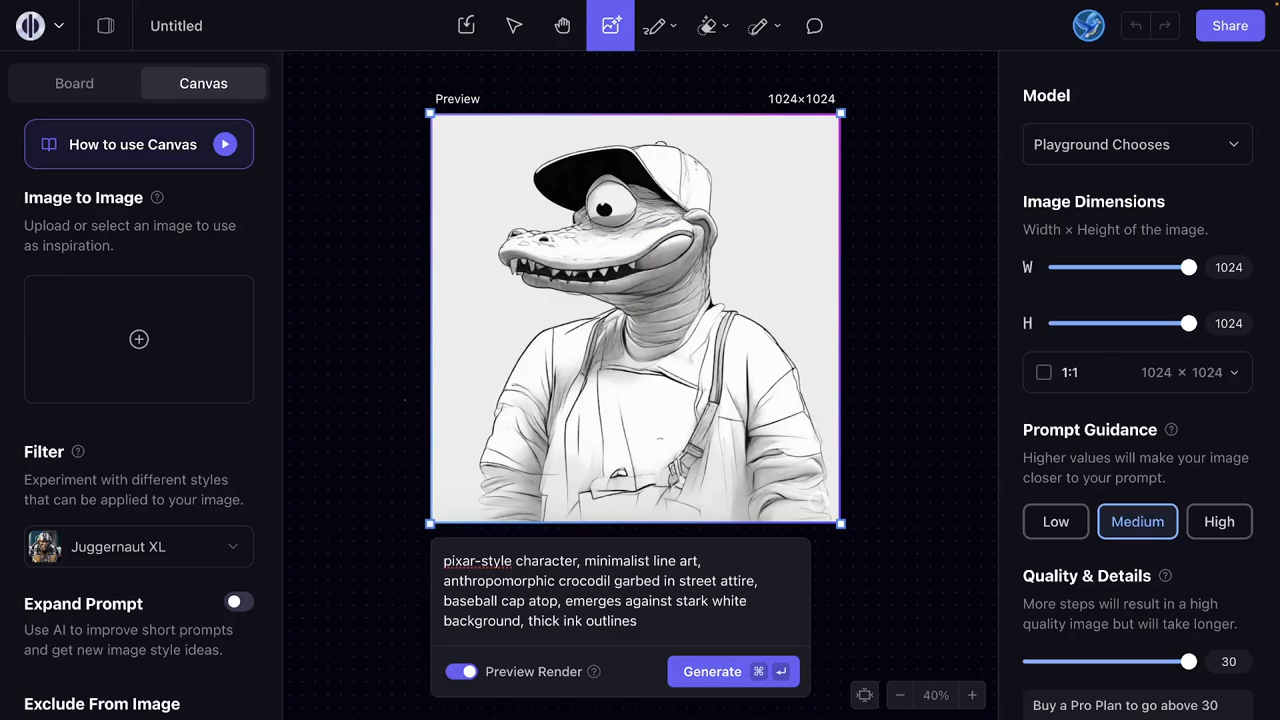 Untitled
Share
Board
Canvas
How to use Canvas
Image to Image
Upload or select an image to use
as inspiration.
Filter
Experiment with different styles
that can be applied to your image.
Juggernaut XL
Expand Prompt
Use AI to improve short prompts
and get new image style ideas.
Exclude From Image
Preview
1024×1024
pixar-style character, minimalist line art,
anthropomorphic crocodil garbed in street attire,
baseball cap atop, emerges against stark white
background, thick ink outlines
Preview Render
Generate ⌘ ↵
40%
Model
Playground Chooses
Image Dimensions
Width × Height of the image.
W 1024
H 1024
1:1 1024 × 1024
Prompt Guidance
Higher values will make your image
closer to your prompt.
Low
Medium
High
Quality & Details
More steps will result in a high
quality image but will take longer.
30
Buy a Pro Plan to go above 30